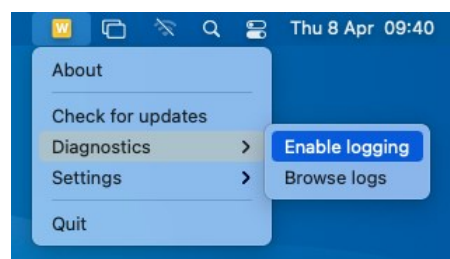 W Thu 8 Apr 09:40
About
Check for updates
Diagnostics
Enable logging
Settings
Browse logs
Quit